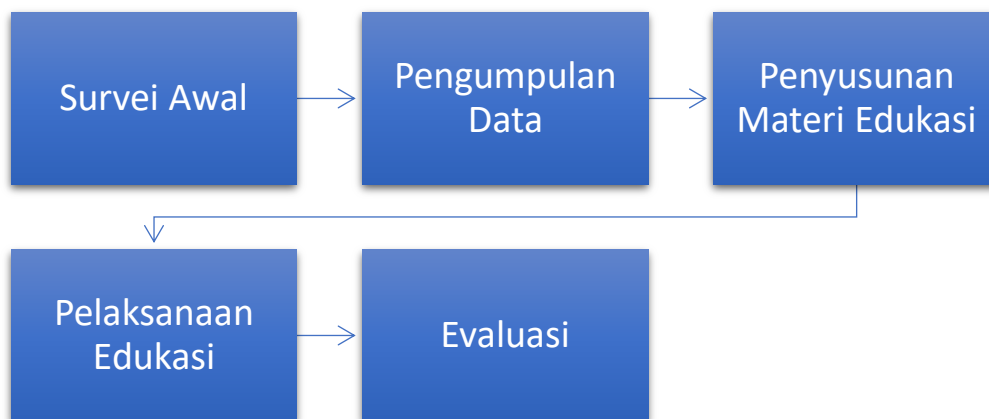 Survei Awal
Pengumpulan
Data
Penyusunan
Materi Edukasi
Pelaksanaan
Edukasi
Evaluasi